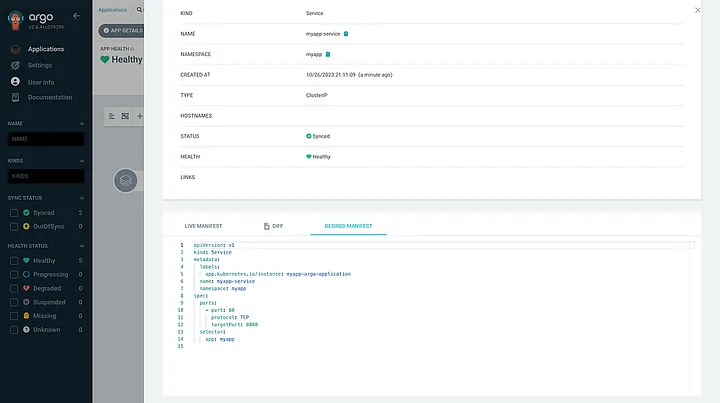 argo
Applications
Settings
User Info
Documentation
NAME
NAME
KINDS
KINDS
SYNC STATUS
Synced 2
OutOfSync 0
HEALTH STATUS
Healthy 5
Progressing 0
Degraded 0
Suspended 0
Missing 0
Unknown 0
Applications /
APP DETAILS
APP HEALTH
Healthy
KIND Service
NAME myapp-service
NAMESPACE myapp
CREATED AT 10/26/2023 21:11:09 (a minute ago)
TYPE ClusterIP
HOSTNAMES
STATUS Synced
HEALTH Healthy
LINKS
LIVE MANIFEST DIFF DESIRED MANIFEST
1 apiVersion: v1
2 kind: Service
3 metadata:
4 labels:
5 app.kubernetes.io/instance: myapp-argo-application
6 name: myapp-service
7 namespace: myapp
8 spec:
9 ports:
10 - port: 80
11 protocol: TCP
12 targetPort: 8080
13 selector:
14 app: myapp
15